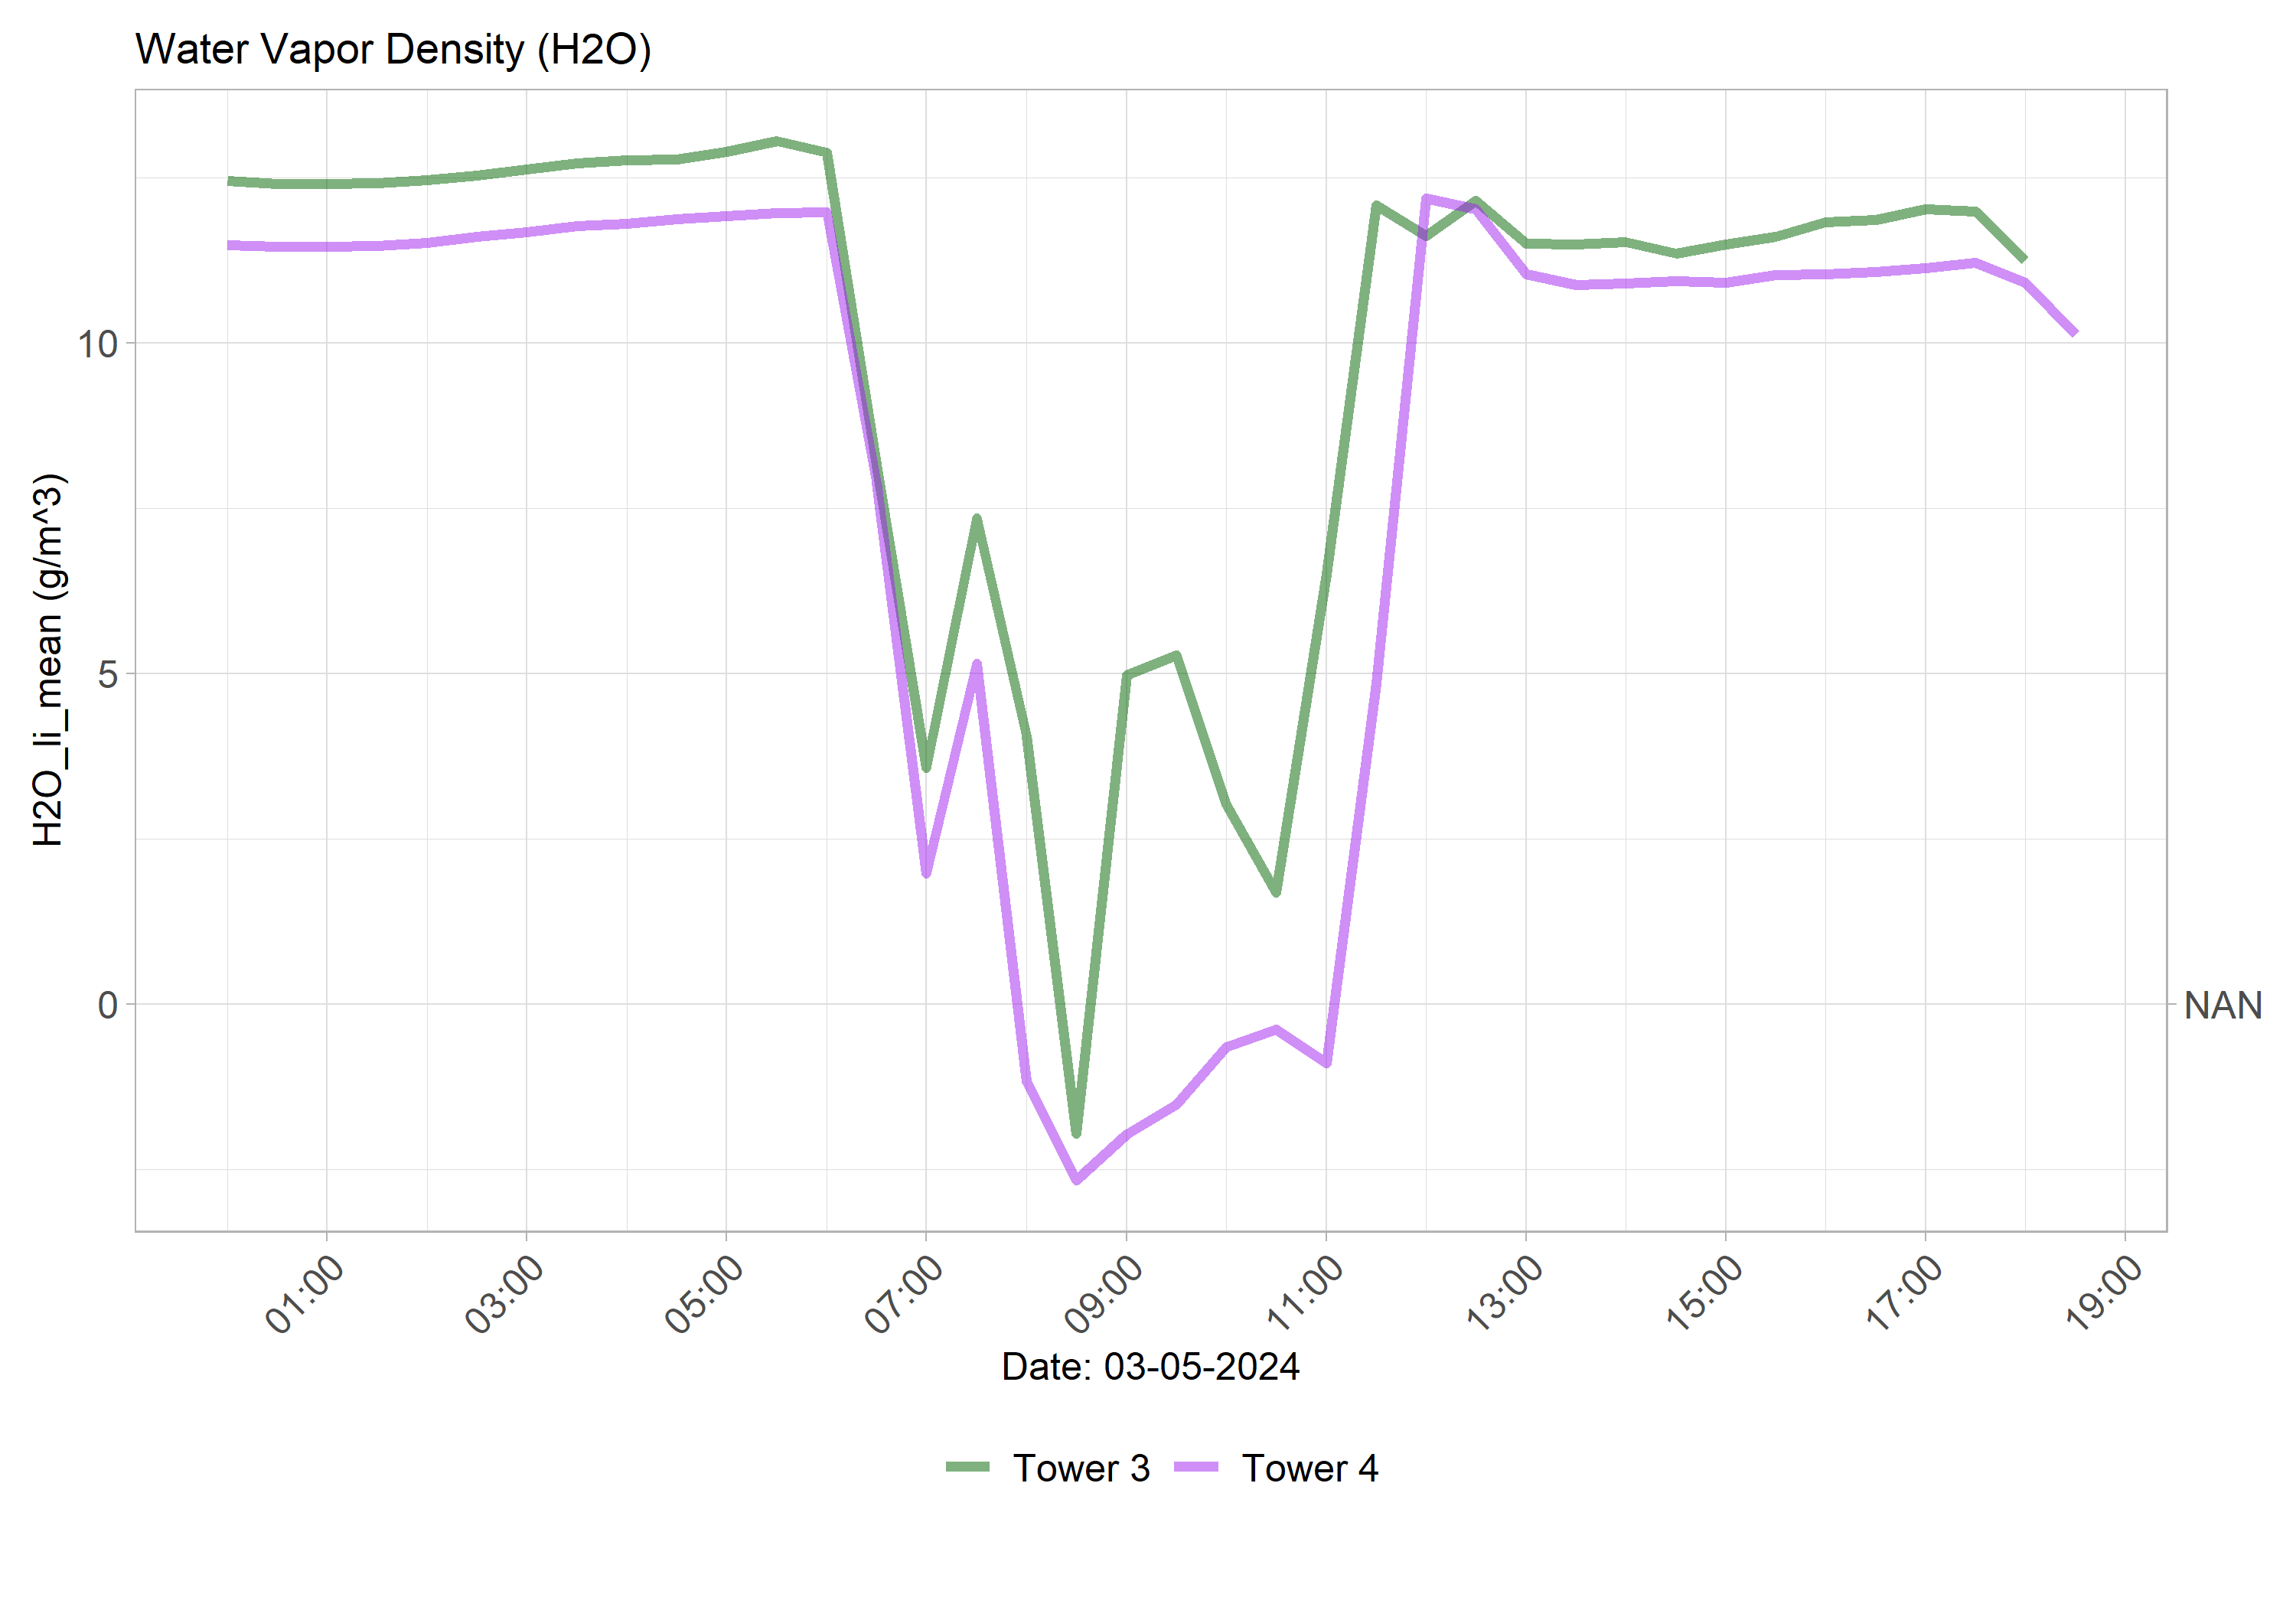 Water Vapor Density (H2O)
H2O_li_mean (g/m^3)
10
5
0
NAN
01:00
03:00
05:00
07:00
09:00
11:00
13:00
15:00
17:00
19:00
Date: 03-05-2024
Tower 3
Tower 4